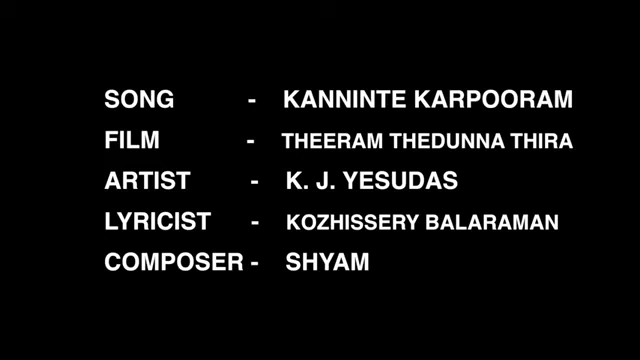 SONG - KANNINTE KARPOORAM
FILM - THEERAM THEDUNNA THIRA
ARTIST - K. J. YESUDAS
LYRICIST - KOZHISSERY BALARAMAN
COMPOSER - SHYAM